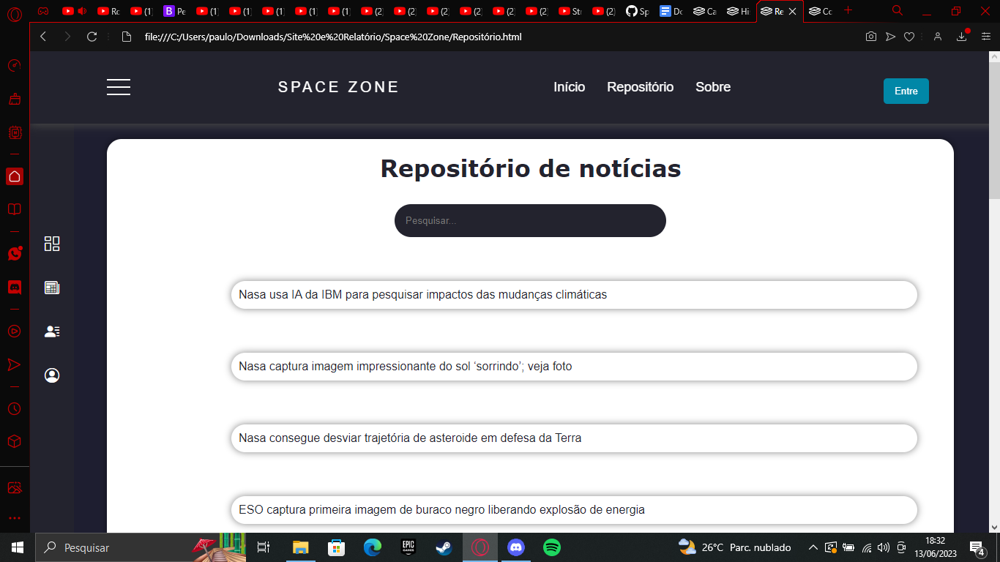 Rc
(1)
B Pe
(1)
(1)
(1)
(1)
(1)
(2)
(2)
(2)
(2)
(2)
(2)
Str
(2)
Sp
Do
Ca
Hi
Re
Cc
file:///C:/Users/paulo/Downloads/Site%20e%20Relatório/Space%20Zone/Repositório.html
SPACE ZONE
Início Repositório Sobre
Entre
Repositório de notícias
Pesquisar...
Nasa usa IA da IBM para pesquisar impactos das mudanças climáticas
Nasa captura imagem impressionante do sol ‘sorrindo’; veja foto
Nasa consegue desviar trajetória de asteroide em defesa da Terra
ESO captura primeira imagem de buraco negro liberando explosão de energia
Pesquisar
EPIC
GAMES
26°C Parc. nublado
18:32
13/06/2023
4